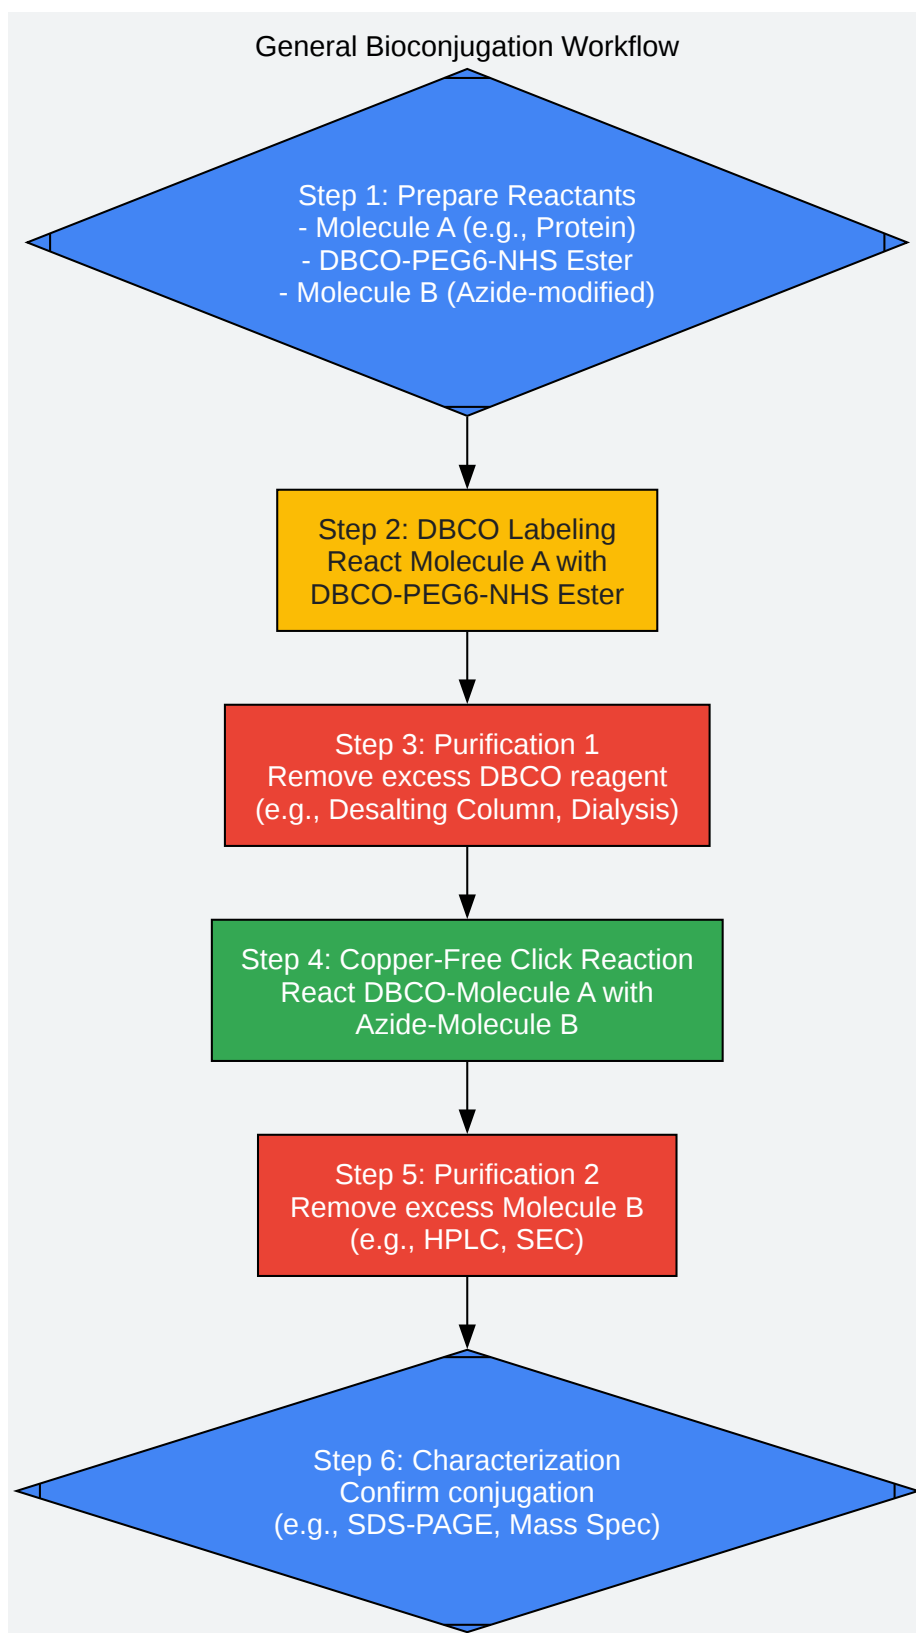 General Bioconjugation Workflow
Step 1: Prepare Reactants
- Molecule A (e.g., Protein)
- DBCO-PEG6-NHS Ester
- Molecule B (Azide-modified)
Step 2: DBCO Labeling
React Molecule A with
DBCO-PEG6-NHS Ester
Step 3: Purification 1
Remove excess DBCO reagent
(e.g., Desalting Column, Dialysis)
Step 4: Copper-Free Click Reaction
React DBCO-Molecule A with
Azide-Molecule B
Step 5: Purification 2
Remove excess Molecule B
(e.g., HPLC, SEC)
Step 6: Characterization
Confirm conjugation
(e.g., SDS-PAGE, Mass Spec)